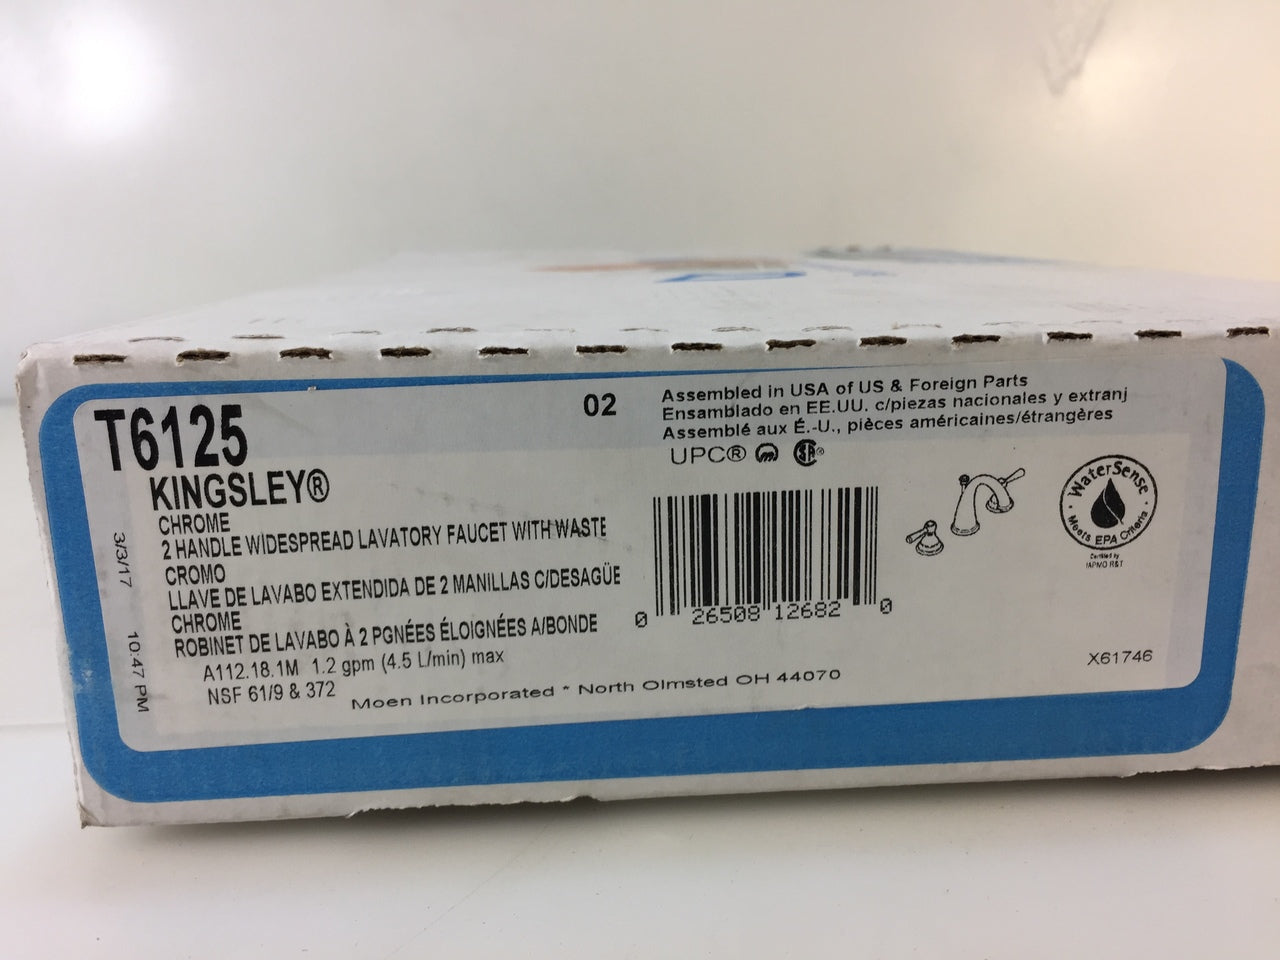 T6125
02
KINGSLEY®
CHROME
2 HANDLE WIDESPREAD LAVATORY FAUCET WITH WASTE
CROMO
LLAVE DE LAVABO EXTENDIDA DE 2 MANILLAS C/DESAGÜE
CHROME
ROBINET DE LAVABO À 2 PGNÉES ÉLOIGNÉES A/BONDE
A112.18.1M 1.2 gpm (4.5 L/min) max
NSF 61/9 & 372
Moen Incorporated * North Olmsted OH 44070
3/3/17 10:47 PM
Assembled in USA of US & Foreign Parts
Ensamblado en EE.UU. c/piezas nacionales y extranj
Assemblé aux É.-U., pièces américaines/étrangères
UPC® SA®
0 26508 12682 0
WaterSense
Meets EPA Criteria
Certified by
IAPMO R&T
X61746